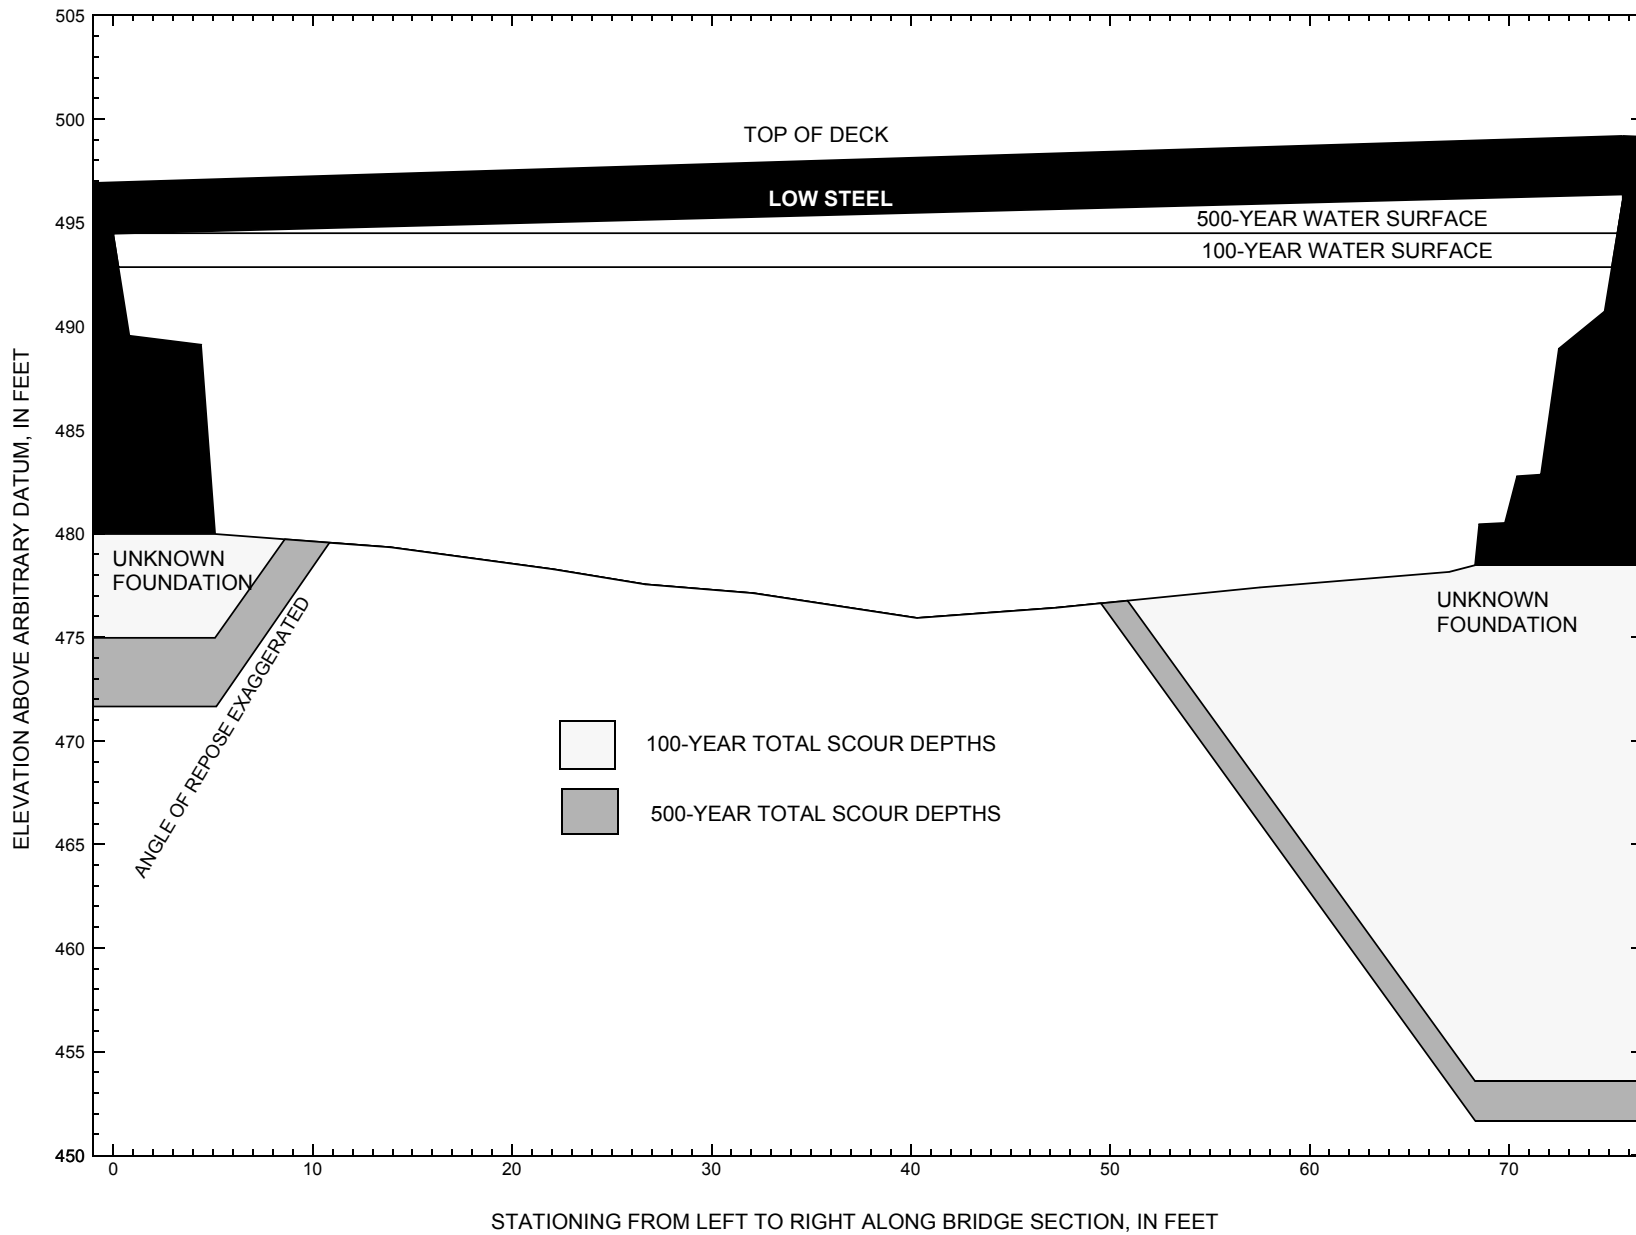 505
500
495
490
485
480
475
470
465
460
455
450
ELEVATION ABOVE ARBITRARY DATUM, IN FEET
TOP OF DECK
LOW STEEL
500-YEAR WATER SURFACE
100-YEAR WATER SURFACE
UNKNOWN
FOUNDATION
ANGLE OF REPOSE EXAGGERATED
UNKNOWN
FOUNDATION
100-YEAR TOTAL SCOUR DEPTHS
500-YEAR TOTAL SCOUR DEPTHS
0 10 20 30 40 50 60 70
STATIONING FROM LEFT TO RIGHT ALONG BRIDGE SECTION, IN FEET